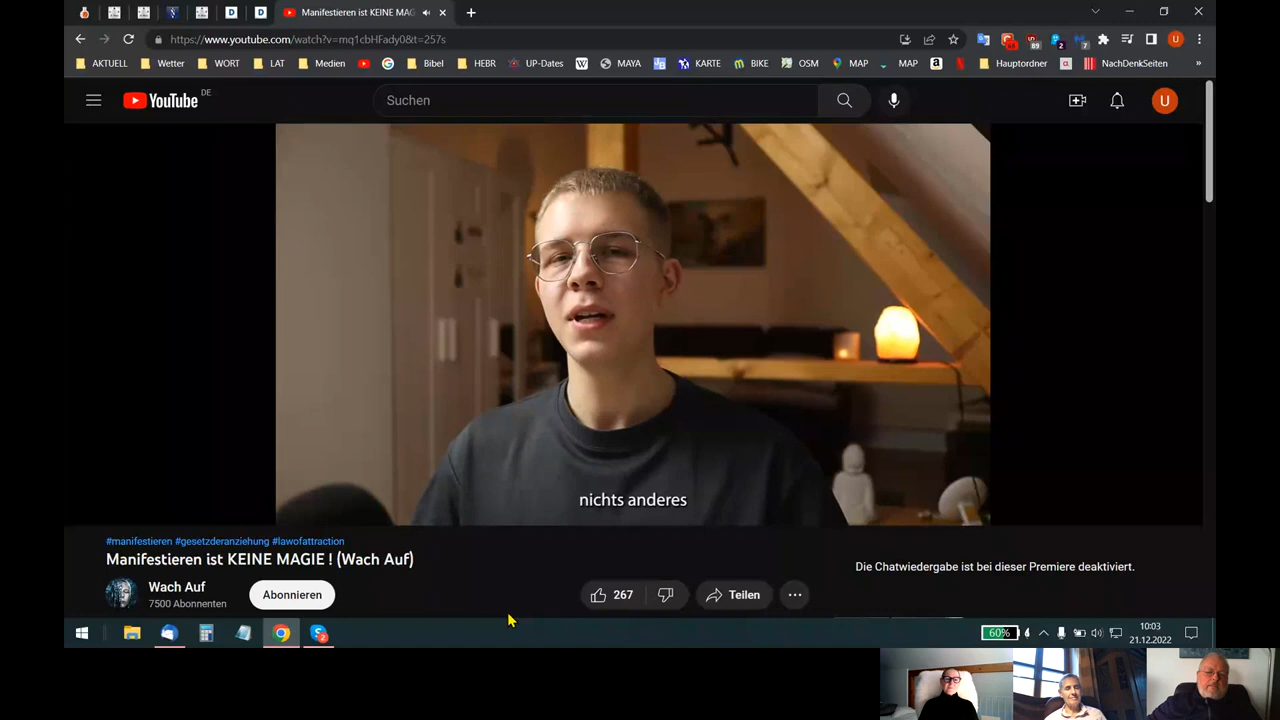 Manifestieren ist KEINE MAG
https://www.youtube.com/watch?v=mq1cbHFady0&t=257s
AKTUELL Wetter WORT LAT Medien Bibel HEBR UP-Dates MAYA KARTE BIKE OSM MAP MAP Hauptordner NachDenkSeiten »
YouTube DE
Suchen
U
nichts anderes
#manifestieren #gesetzderanziehung #lawofattraction
Manifestieren ist KEINE MAGIE ! (Wach Auf)
Die Chatwiedergabe ist bei dieser Premiere deaktiviert.
Wach Auf
7500 Abonnenten
Abonnieren
267
Teilen
60%
10:03
21.12.2022